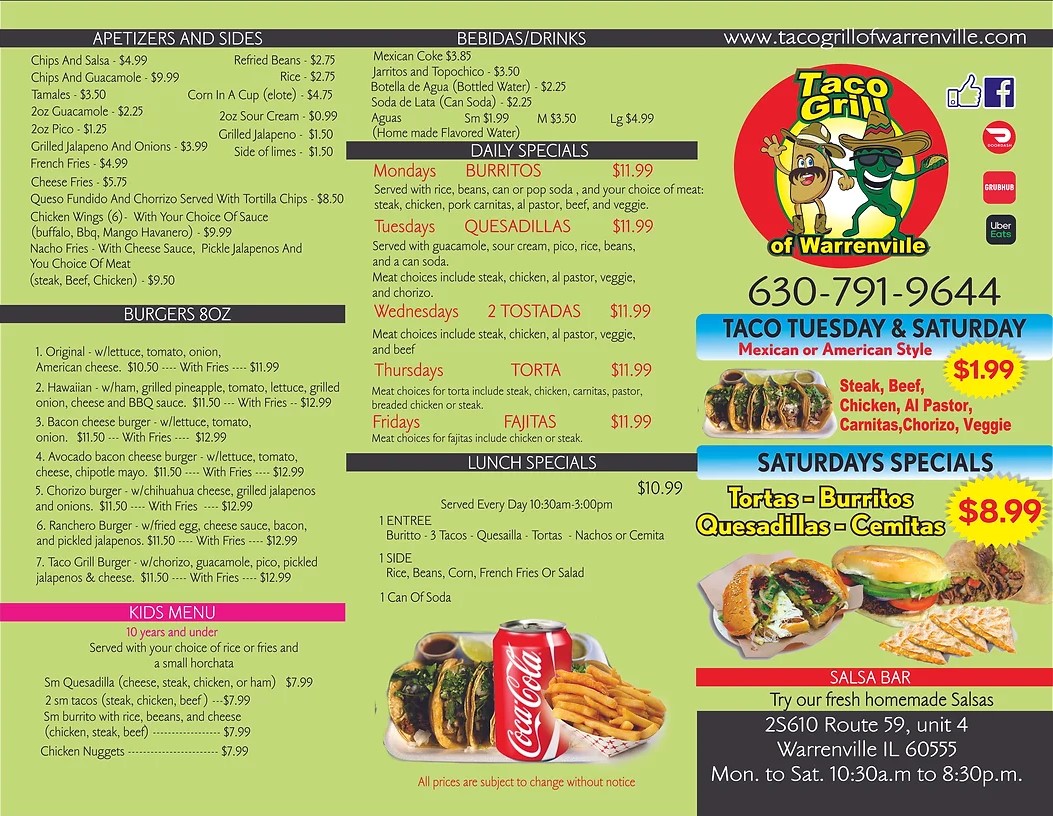 APETIZERS AND SIDES
Chips And Salsa - $4.99
Chips And Guacamole - $9.99
Tamales - $3.50
2oz Guacamole - $2.25
2oz Pico - $1.25
Grilled Jalapeno And Onions - $3.99
French Fries - $4.99
Cheese Fries - $5.75
Queso Fundido And Chorrizo Served With Tortilla Chips - $8.50
Chicken Wings (6)- With Your Choice Of Sauce
(buffalo, Bbq, Mango Havanero) - $9.99
Nacho Fries - With Cheese Sauce, Pickle Jalapenos And
You Choice Of Meat
(steak, Beef, Chicken) - $9.50
Refried Beans - $2.75
Rice - $2.75
Corn In A Cup (elote) - $4.75
2oz Sour Cream - $0.99
Grilled Jalapeno - $1.50
Side of limes - $1.50
BURGERS 8OZ
1. Original - w/lettuce, tomato, onion,
American cheese. $10.50 ---- With Fries ---- $11.99
2. Hawaiian - w/ham, grilled pineapple, tomato, lettuce, grilled
onion, cheese and BBQ sauce. $11.50 --- With Fries -- $12.99
3. Bacon cheese burger - w/lettuce, tomato,
onion. $11.50 --- With Fries ---- $12.99
4. Avocado bacon cheese burger - w/lettuce, tomato,
cheese, chipotle mayo. $11.50 ---- With Fries ---- $12.99
5. Chorizo burger - w/chihuahua cheese, grilled jalapenos
and onions. $11.50 ---- With Fries ---- $12.99
6. Ranchero Burger - w/fried egg, cheese sauce, bacon,
and pickled jalapenos. $11.50 ---- With Fries ---- $12.99
7. Taco Grill Burger - w/chorizo, guacamole, pico, pickled
jalapenos & cheese. $11.50 ---- With Fries ---- $12.99
KIDS MENU
10 years and under
Served with your choice of rice or fries and
a small horchata
Sm Quesadilla (cheese, steak, chicken, or ham) $7.99
2 sm tacos (steak, chicken, beef ) ---$7.99
Sm burrito with rice, beeans, and cheese
(chicken, steak, beef) ------------------- $7.99
Chicken Nuggets ------------------------- $7.99
BEBIDAS/DRINKS
Mexican Coke $3.85
Jarritos and Topochico - $3.50
Botella de Agua (Bottled Water) - $2.25
Soda de Lata (Can Soda) - $2.25
Aguas Sm $1.99 M $3.50 Lg $4.99
(Home made Flavored Water)
DAILY SPECIALS
Mondays BURRITOS $11.99
Served with rice, beans, can or pop soda , and your choice of meat:
steak, chicken, pork carnitas, al pastor, beef, and veggie.
Tuesdays QUESADILLAS $11.99
Served with guacamole, sour cream, pico, rice, beans,
and a can soda.
Meat choices include steak, chicken, al pastor, veggie,
and chorizo.
Wednesdays 2 TOSTADAS $11.99
Meat choices include steak, chicken, al pastor, veggie,
and beef
Thursdays TORTA $11.99
Meat choices for torta include steak, chicken, carnitas, pastor,
breaded chicken or steak.
Fridays FAJITAS $11.99
Meat choices for fajitas include chicken or steak.
LUNCH SPECIALS
$10.99
Served Every Day 10:30am-3:00pm
1 ENTREE
Buritto - 3 Tacos - Quesailla - Tortas - Nachos or Cemita
1 SIDE
Rice, Beans, Corn, French Fries Or Salad
1 Can Of Soda
Coca-Cola
All prices are subject to change without notice
www.tacogrillofwarrenville.com
Taco
Grill
of Warrenville
DOORDASH
GRUBHUB
Uber
Eats
630-791-9644
TACO TUESDAY & SATURDAY
Mexican or American Style
$1.99
Steak, Beef,
Chicken, Al Pastor,
Carnitas,Chorizo, Veggie
SATURDAYS SPECIALS
Tortas - Burritos
Quesadillas - Cemitas
$8.99
SALSA BAR
Try our fresh homemade Salsas
2S610 Route 59, unit 4
Warrenville IL 60555
Mon. to Sat. 10:30a.m to 8:30p.m.